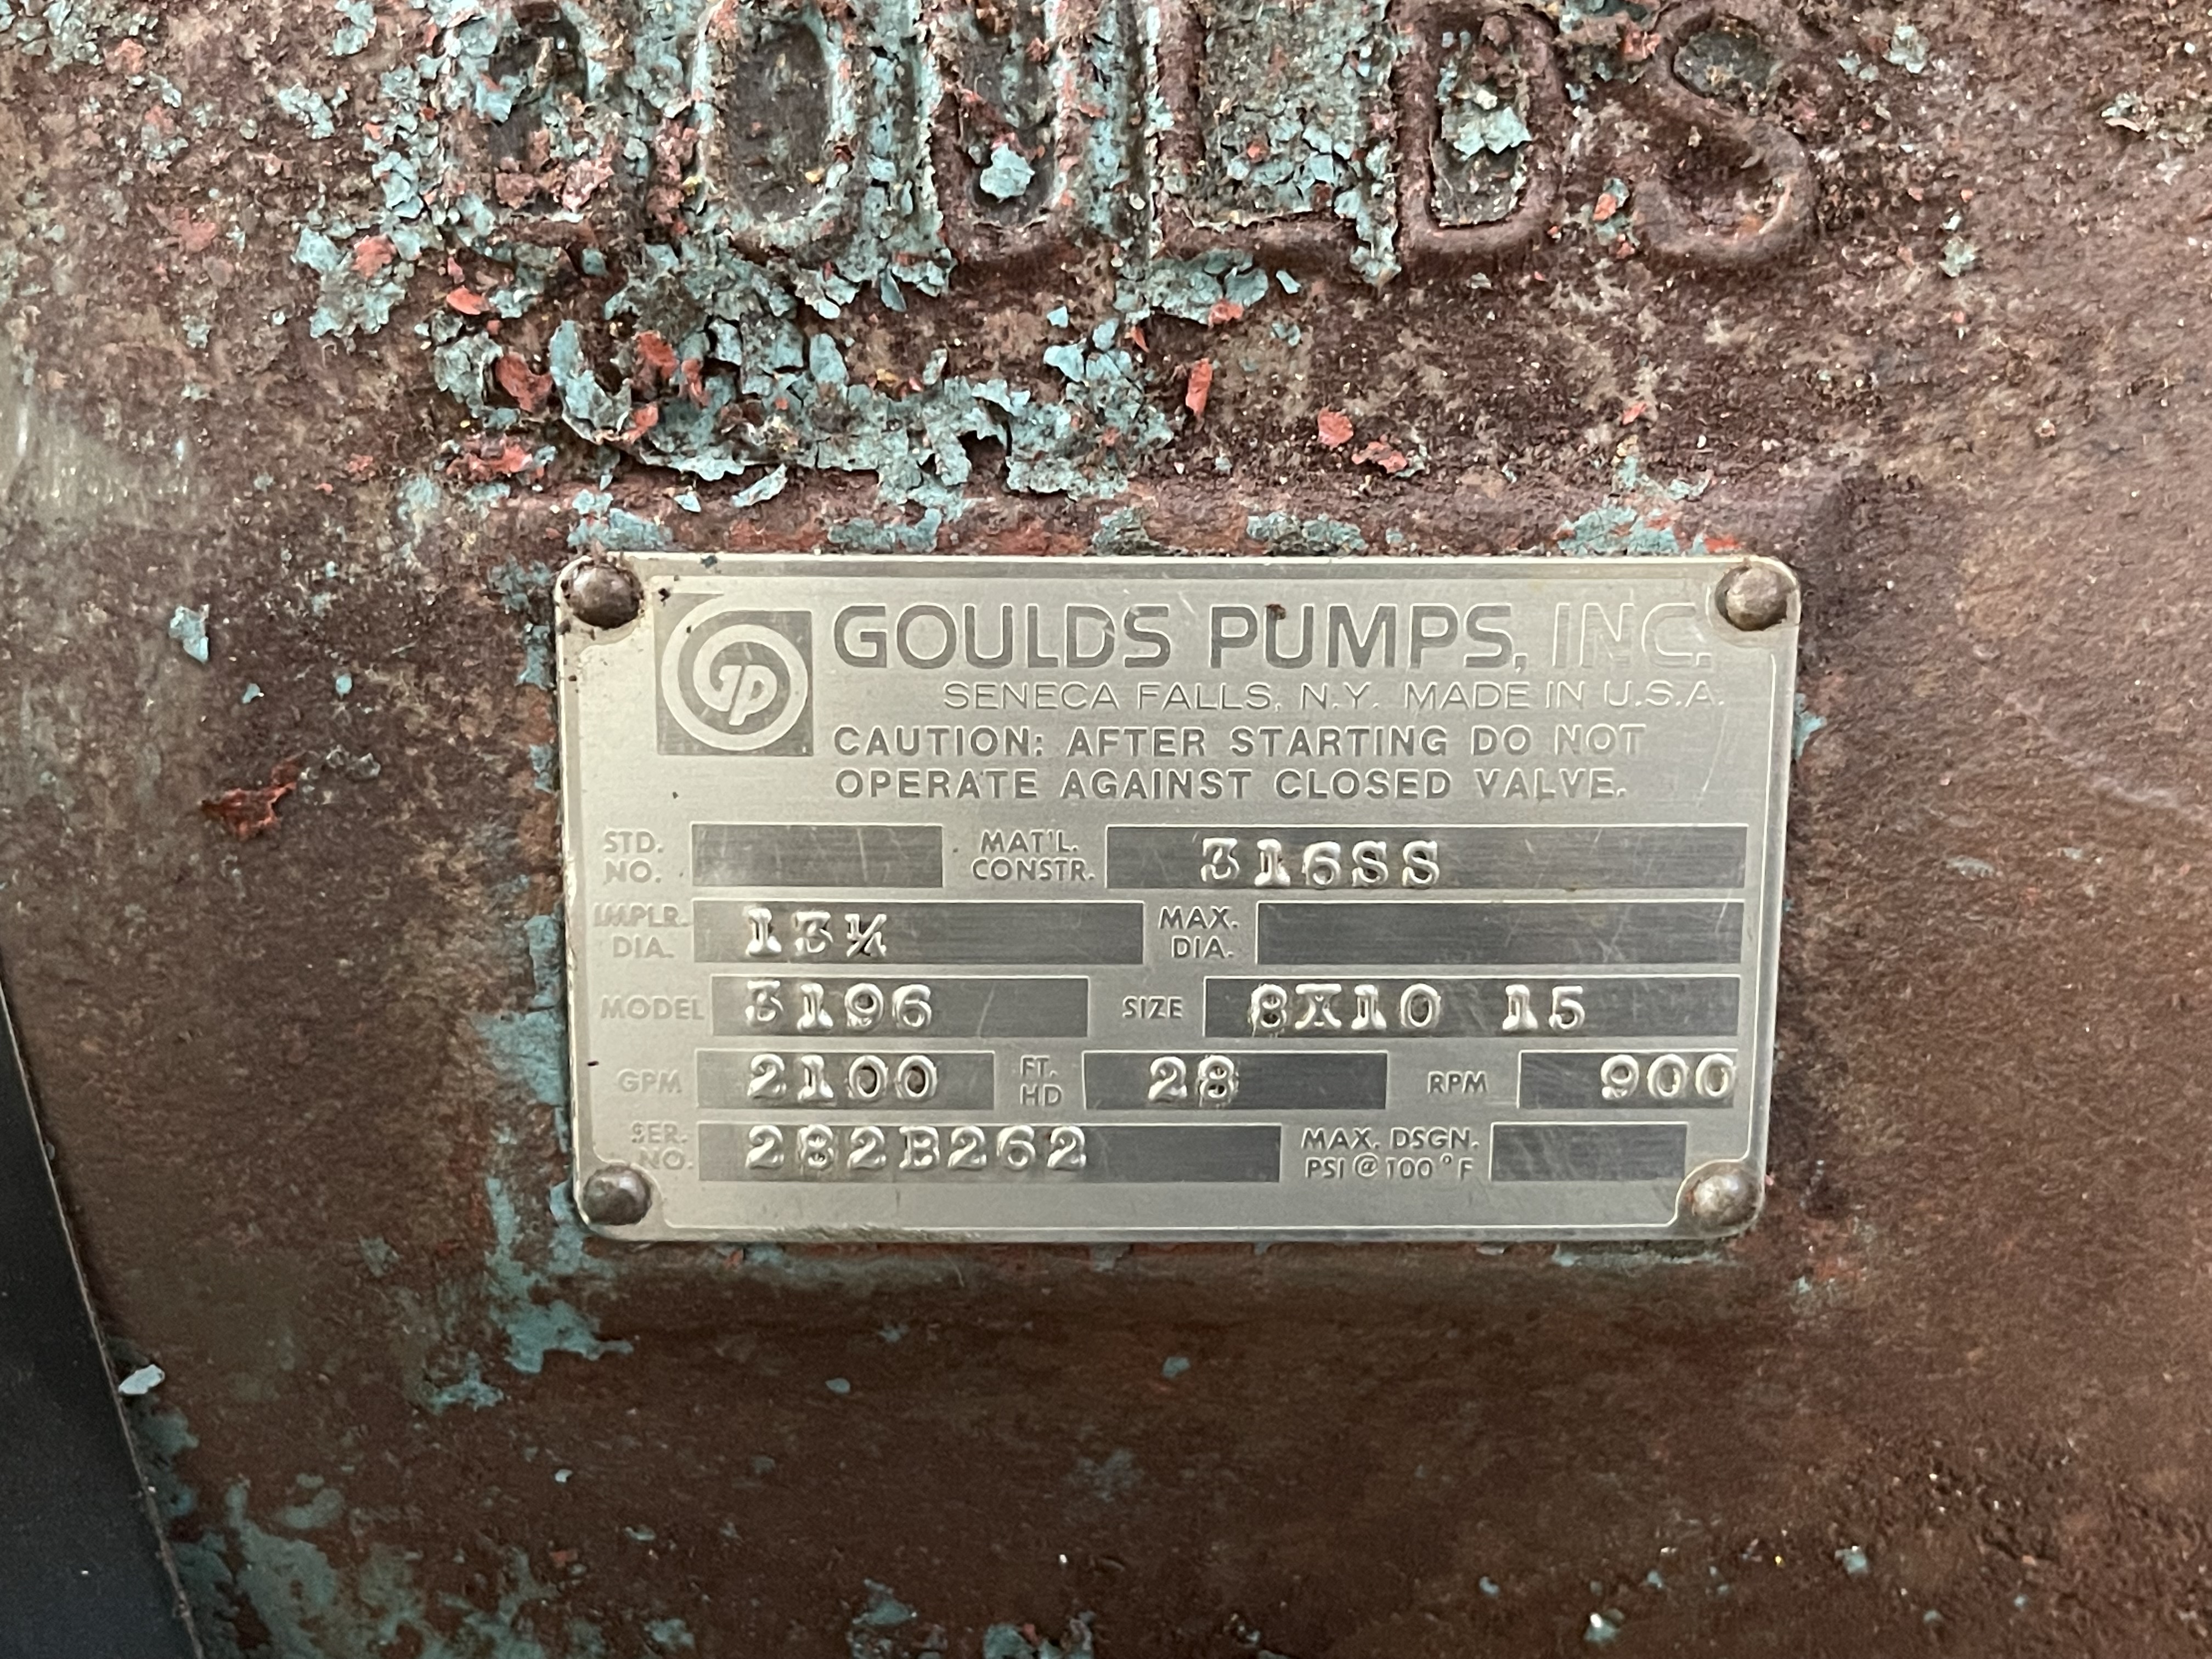 GOULDS
GP
GOULDS PUMPS, INC.
SENECA FALLS, N.Y. MADE IN U.S.A.
CAUTION: AFTER STARTING DO NOT
OPERATE AGAINST CLOSED VALVE.
STD. NO. MAT'L. CONSTR. 316SS
IMPLR. DIA. 13¼ MAX. DIA.
MODEL 3196 SIZE 8X10 15
GPM 2100 FT. HD 28 RPM 900
SER. NO. 282B262 MAX. DSGN. PSI @ 100°F